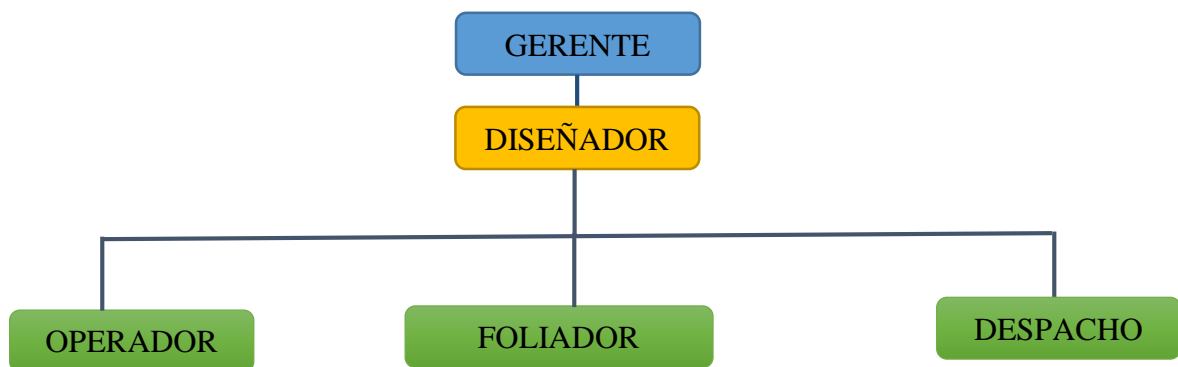 GERENTE
DISEÑADOR
OPERADOR
FOLIADOR
DESPACHO